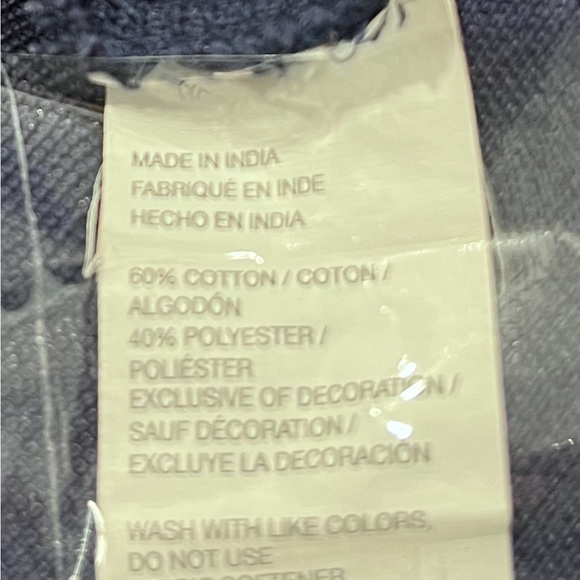 MADE IN INDIA
FABRIQUÉ EN INDE
HECHO EN INDIA
60% COTTON / COTON /
ALGODÓN
40% POLYESTER /
POLIÉSTER
EXCLUSIVE OF DECORATION /
SAUF DÉCORATION /
EXCLUYE LA DECORACIÓN
WASH WITH LIKE COLORS,
DO NOT USE
SOFTENER